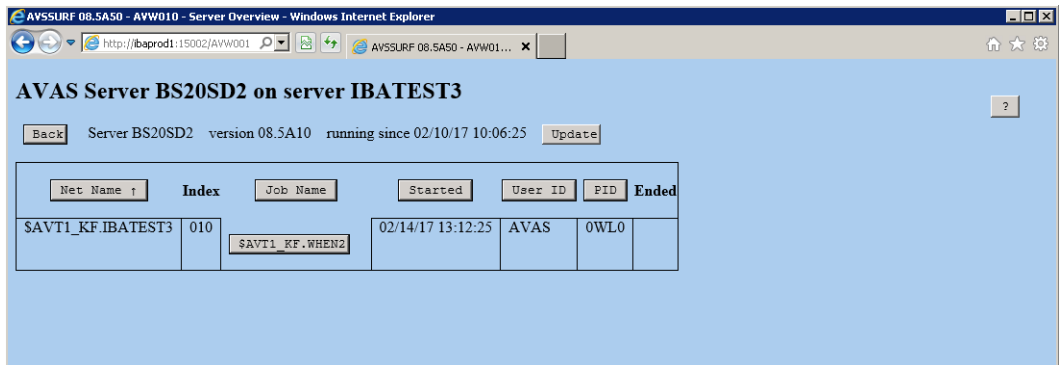 AVSSURF 08.5A50 - AVW010 - Server Overview - Windows Internet Explorer
http://ibaprod1:15002/AVW001 AVSSURF 08.5A50 - AVW01...
AVAS Server BS20SD2 on server IBATEST3
?
Back Server BS20SD2 version 08.5A10 running since 02/10/17 10:06:25 Update
Net Name ↑ Index Job Name Started User ID PID Ended
$AVT1_KF.IBATEST3 010 $AVT1_KF.WHEN2 02/14/17 13:12:25 AVAS 0WL0